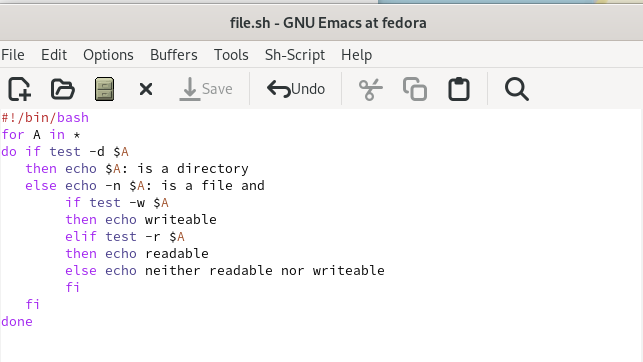 file.sh - GNU Emacs at fedora
File Edit Options Buffers Tools Sh-Script Help
Save Undo
#!/bin/bash
for A in *
do if test -d $A
   then echo $A: is a directory
   else echo -n $A: is a file and
        if test -w $A
        then echo writeable
        elif test -r $A
        then echo readable
        else echo neither readable nor writeable
        fi
   fi
done